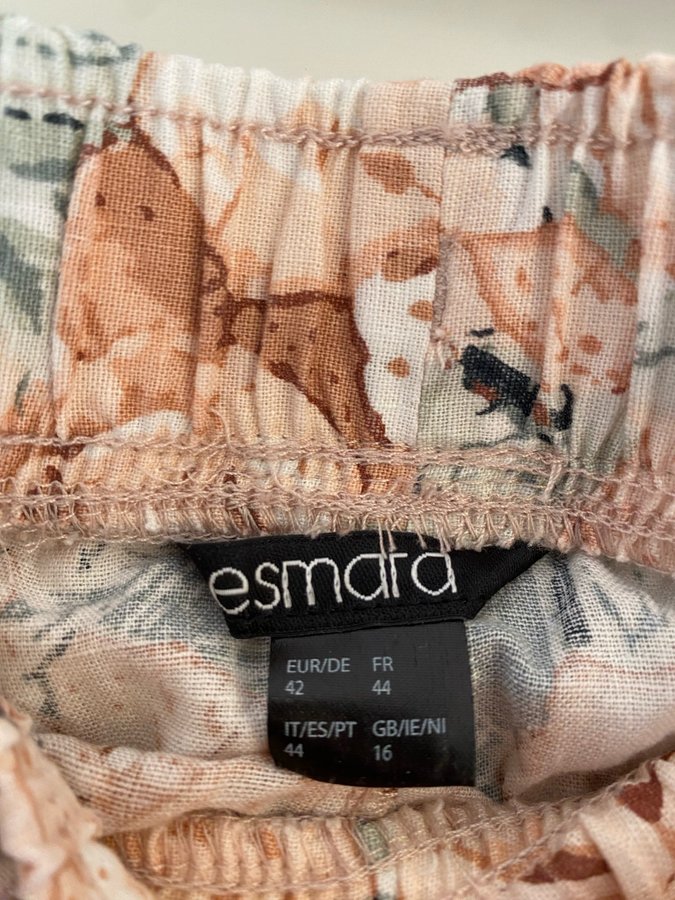 esmara
EUR/DE FR
42 44
IT/ES/PT GB/IE/NI
44 16